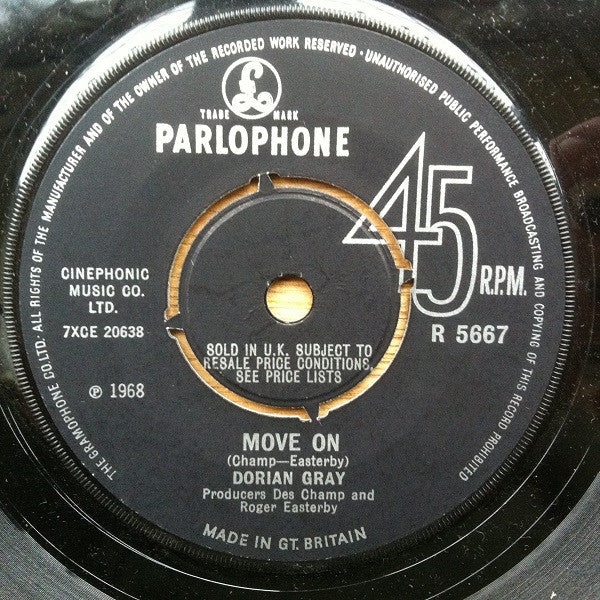 THE GRAMOPHONE CO.LTD. ALL RIGHTS OF THE MANUFACTURER AND OF THE OWNER OF THE RECORDED WORK RESERVED · UNAUTHORISED PUBLIC PERFORMANCE BROADCASTING AND COPYING OF THIS RECORD PROHIBITED
£
TRADE MARK
PARLOPHONE
45
R.P.M.
CINEPHONIC
MUSIC CO.
LTD.
7XCE 20638
R 5667
℗ 1968
SOLD IN U.K. SUBJECT TO
RESALE PRICE CONDITIONS,
SEE PRICE LISTS
MOVE ON
(Champ—Easterby)
DORIAN GRAY
Producers Des Champ and
Roger Easterby
MADE IN GT. BRITAIN